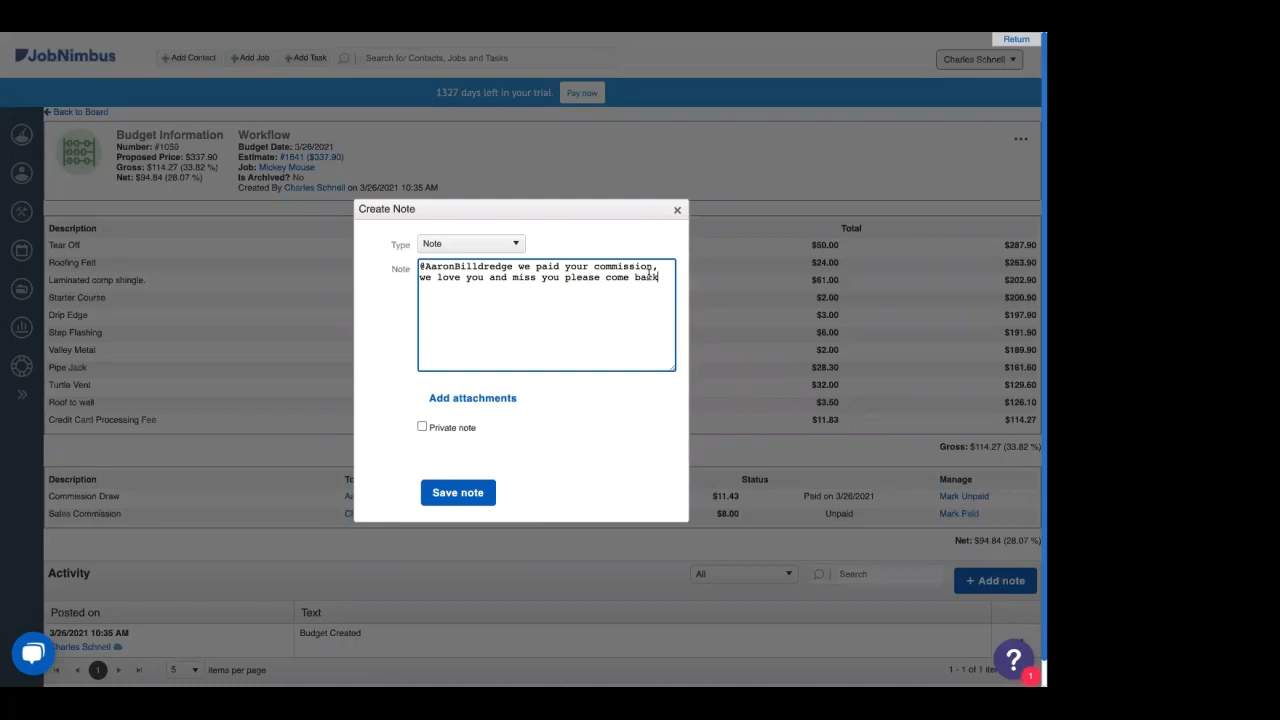 Return
JobNimbus
+Add Contact
+Add Job
+Add Task
Search for Contacts, Jobs and Tasks
Charles Schnell
1327 days left in your trial.
Pay now
Back to Board
Budget Information
Number: #1059
Proposed Price: $337.90
Gross: $114.27 (33.82 %)
Net: $94.84 (28.07 %)
Workflow
Budget Date: 3/26/2021
Estimate: #1841 ($337.90)
Job: Mickey Mouse
Is Archived? No
Created By Charles Schnell on 3/26/2021 10:35 AM
Create Note
Type
Note
Note
@AaronBilldredge we paid your commission,
we love you and miss you please come back
Add attachments
Private note
Save note
Description
Total
Tear Off $50.00 $287.90
Roofing Felt $24.00 $263.90
Laminated comp shingle. $61.00 $202.90
Starter Course $2.00 $200.90
Drip Edge $3.00 $197.90
Step Flashing $6.00 $191.90
Valley Metal $2.00 $189.90
Pipe Jack $28.30 $161.60
Turtle Vent $32.00 $129.60
Roof to wall $3.50 $126.10
Credit Card Processing Fee $11.83 $114.27
Gross: $114.27 (33.82 %)
Description Status Manage
Commission Draw $11.43 Paid on 3/26/2021 Mark Unpaid
Sales Commission $8.00 Unpaid Mark Paid
Net: $94.84 (28.07 %)
Activity
All
Search
+ Add note
Posted on Text
3/26/2021 10:35 AM Budget Created
Charles Schnell
1
5
items per page
1 - 1 of 1
?
1